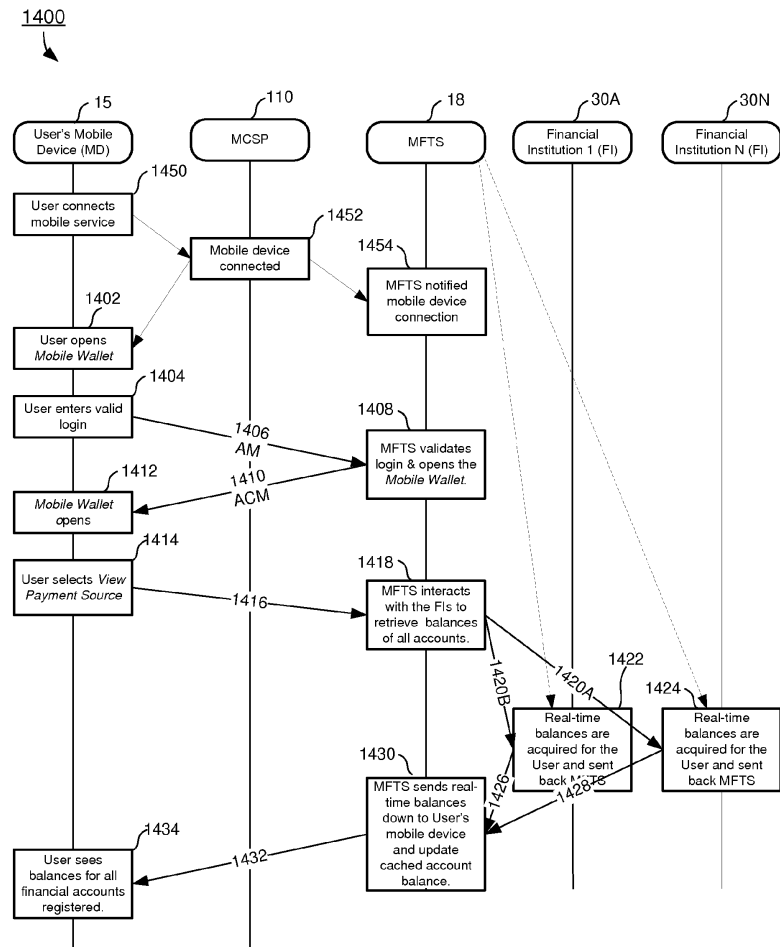 1400
15
110
18
30A
30N
User's Mobile
Device (MD)
MCSP
MFTS
Financial
Institution 1 (FI)
Financial
Institution N (FI)
1450
User connects
mobile service
1452
Mobile device
connected
1454
MFTS notified
mobile device
connection
1402
User opens
Mobile Wallet
1404
User enters valid
login
1406
AM
1408
MFTS validates
login & opens the
Mobile Wallet.
1410
ACM
1412
Mobile Wallet
opens
1414
User selects View
Payment Source
1416
1418
MFTS interacts
with the FIs to
retrieve balances
of all accounts.
1420B
1420A
1422
Real-time
balances are
acquired for the
User and sent
back MFTS
1424
Real-time
balances are
acquired for the
User and sent
back MFTS
1426
1428
1430
MFTS sends real-
time balances
down to User's
mobile device
and update
cached account
balance.
1432
1434
User sees
balances for all
financial accounts
registered.